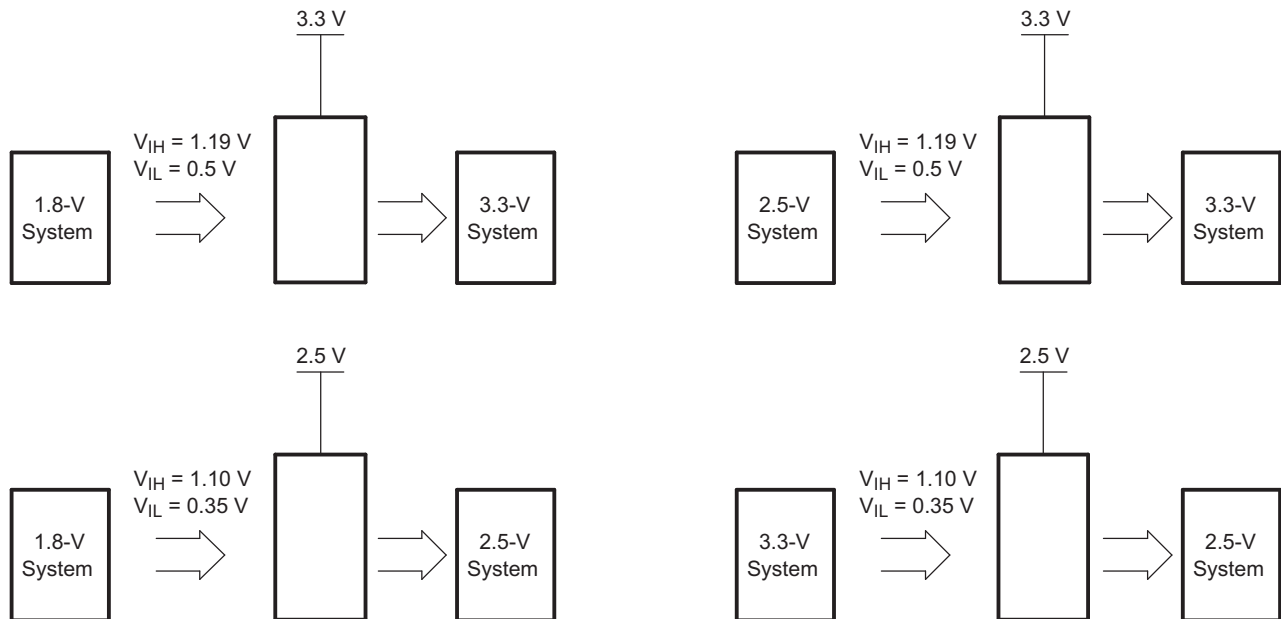 3.3 V
V_IH = 1.19 V
V_IL = 0.5 V
1.8-V
System
3.3-V
System
3.3 V
V_IH = 1.19 V
V_IL = 0.5 V
2.5-V
System
3.3-V
System
2.5 V
V_IH = 1.10 V
V_IL = 0.35 V
1.8-V
System
2.5-V
System
2.5 V
V_IH = 1.10 V
V_IL = 0.35 V
3.3-V
System
2.5-V
System